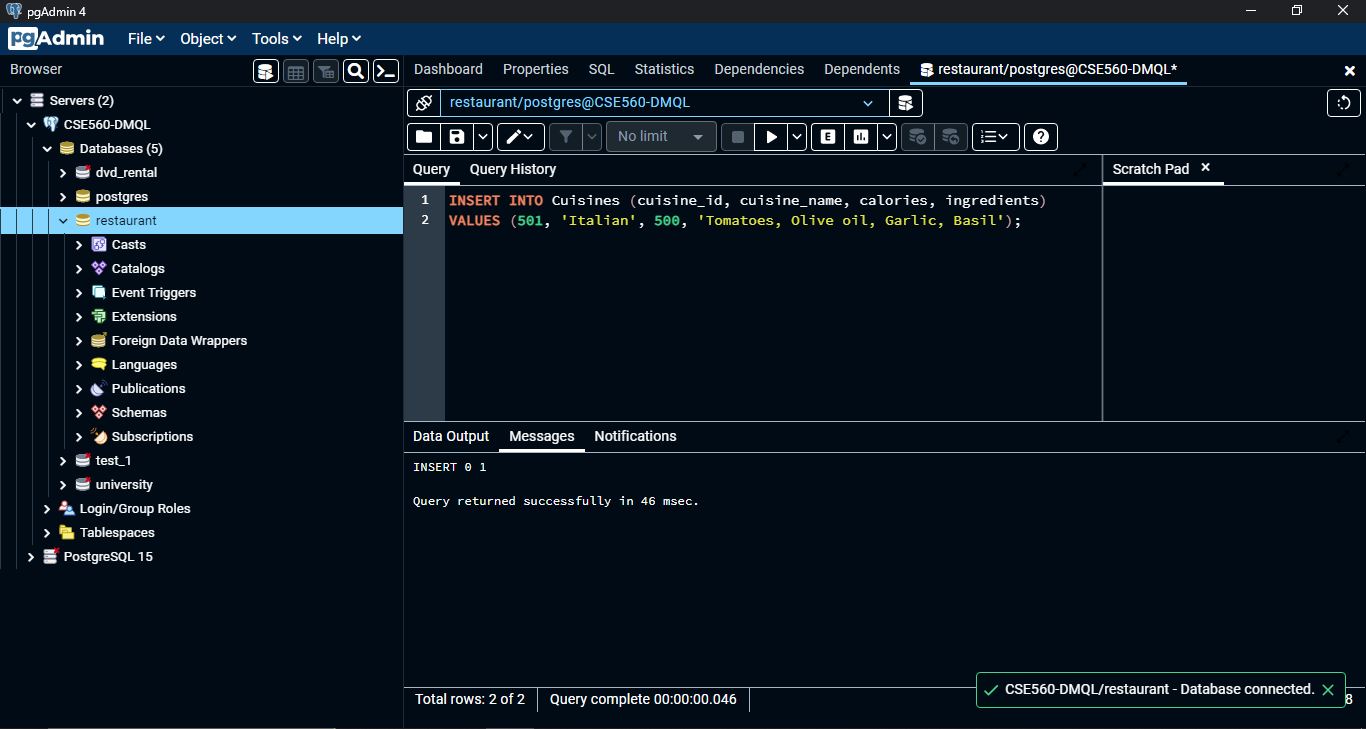 pgAdmin 4
pgAdmin File Object Tools Help
Browser
Dashboard Properties SQL Statistics Dependencies Dependents restaurant/postgres@CSE560-DMQL*
Servers (2)
CSE560-DMQL
Databases (5)
dvd_rental
postgres
restaurant
Casts
Catalogs
Event Triggers
Extensions
Foreign Data Wrappers
Languages
Publications
Schemas
Subscriptions
test_1
university
Login/Group Roles
Tablespaces
PostgreSQL 15
restaurant/postgres@CSE560-DMQL
No limit
E
Query Query History
Scratch Pad
1 INSERT INTO Cuisines (cuisine_id, cuisine_name, calories, ingredients)
2 VALUES (501, 'Italian', 500, 'Tomatoes, Olive oil, Garlic, Basil');
Data Output Messages Notifications
INSERT 0 1
Query returned successfully in 46 msec.
Total rows: 2 of 2 Query complete 00:00:00.046
CSE560-DMQL/restaurant - Database connected.
8